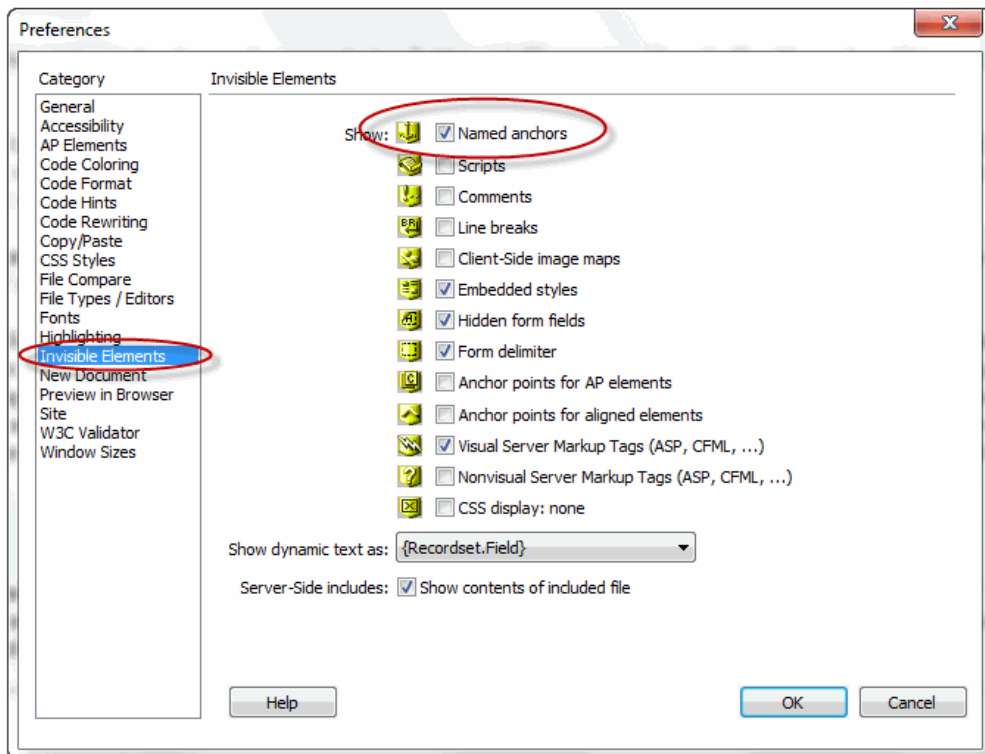 Preferences
Category
General
Accessibility
AP Elements
Code Coloring
Code Format
Code Hints
Code Rewriting
Copy/Paste
CSS Styles
File Compare
File Types / Editors
Fonts
Highlighting
Invisible Elements
New Document
Preview in Browser
Site
W3C Validator
Window Sizes
Invisible Elements
Show: Named anchors
Scripts
Comments
BR Line breaks
Client-Side image maps
Embedded styles
Hidden form fields
Form delimiter
C Anchor points for AP elements
Anchor points for aligned elements
Visual Server Markup Tags (ASP, CFML, ...)
? Nonvisual Server Markup Tags (ASP, CFML, ...)
CSS display: none
Show dynamic text as: {Recordset.Field}
Server-Side includes: Show contents of included file
Help OK Cancel